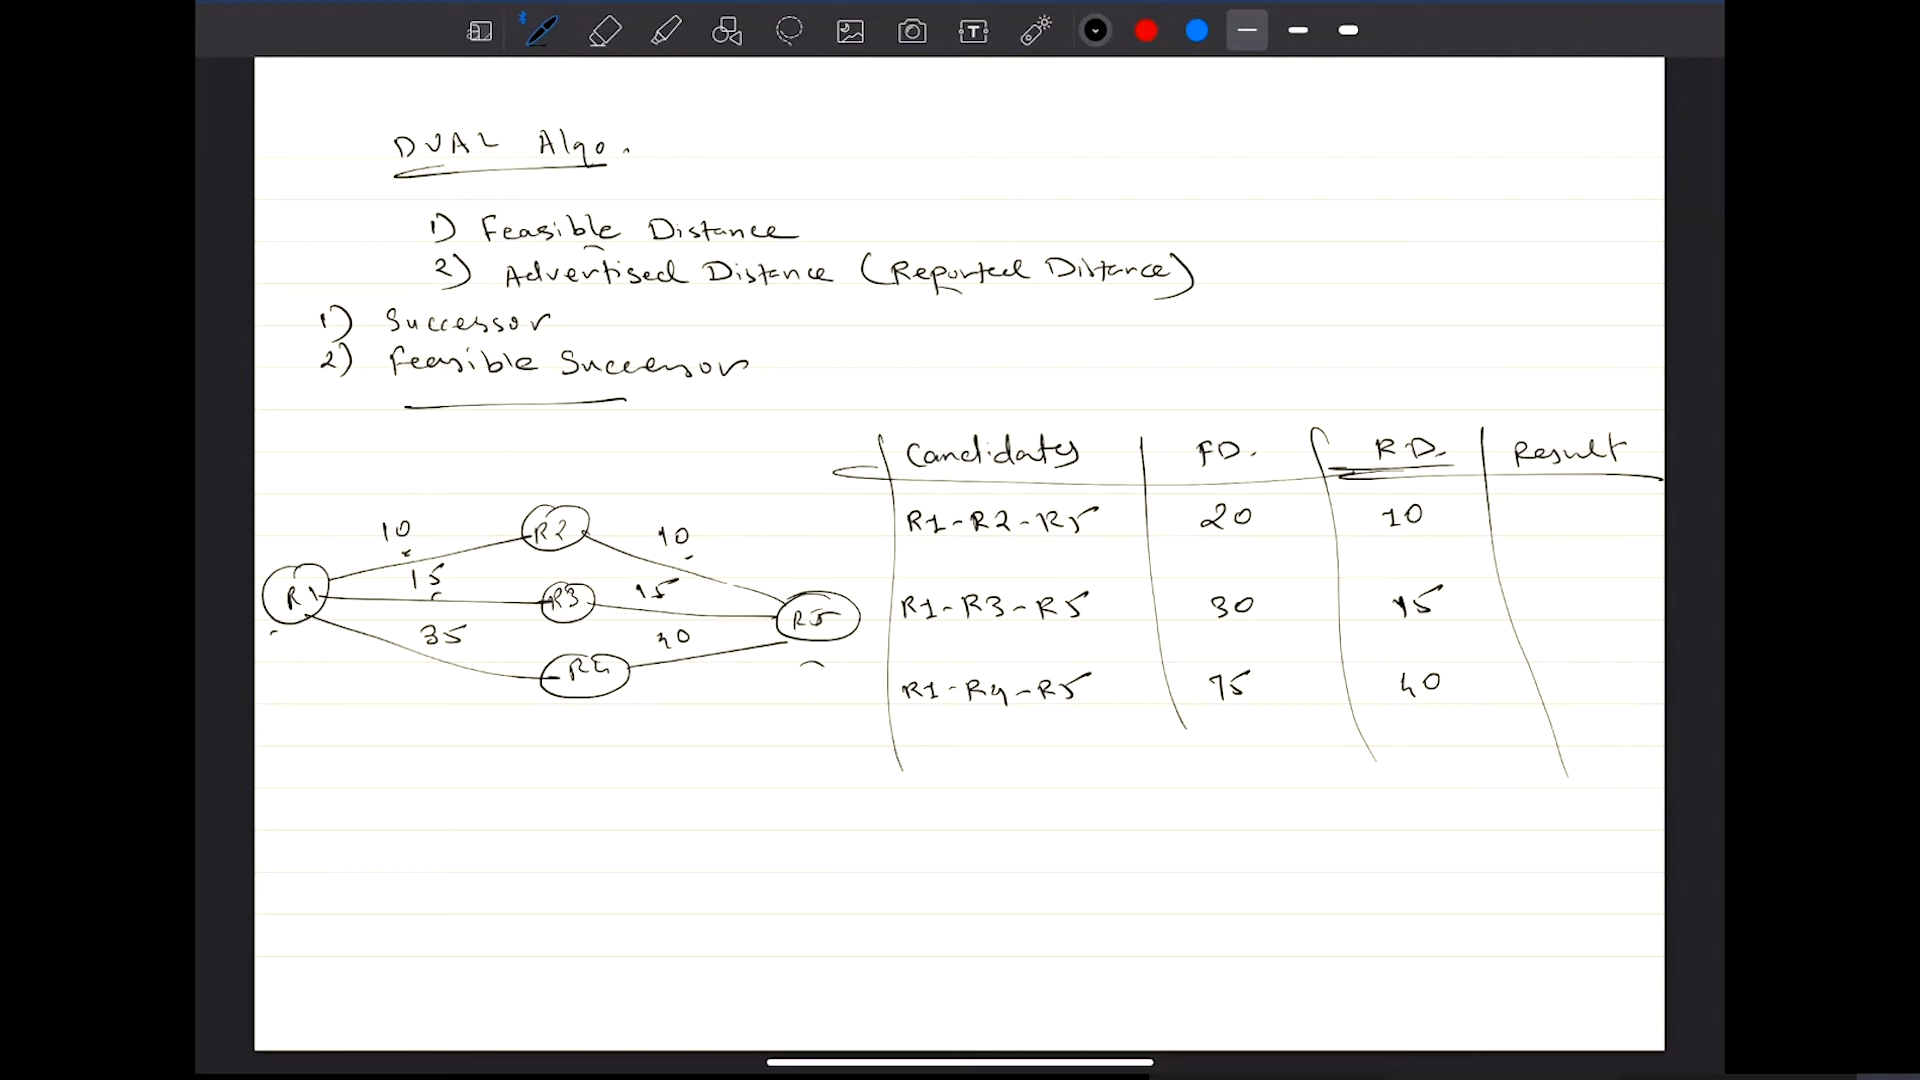 DUAL Algo.
1) Feasible Distance
2) Advertised Distance (Reported Distance)
1) Successor
2) Feasible Successor
Candidates FD. RD. Result
R1-R2-R5 20 10
R1-R3-R5 30 15
R1-R4-R5 75 40
10 R2 10
R1 15 R3 15 R5
35 R4 40
T